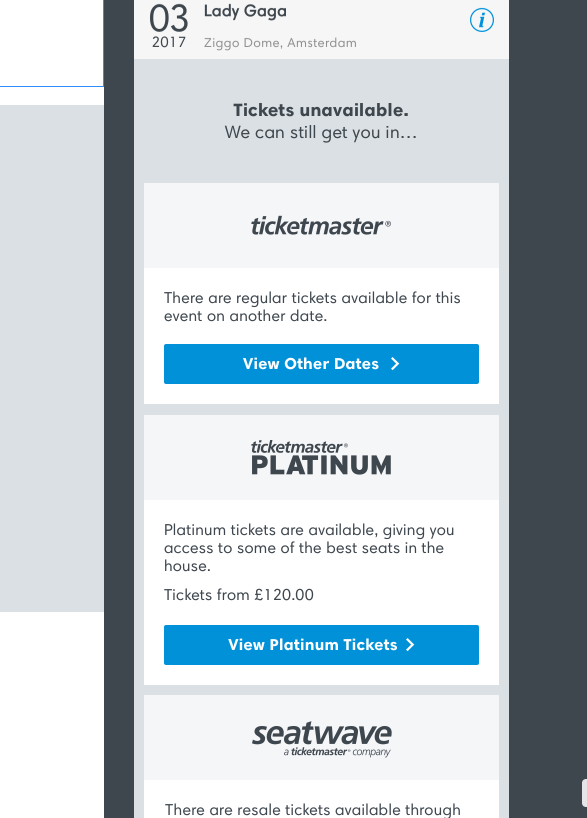 03
2017
Lady Gaga
Ziggo Dome, Amsterdam
i
Tickets unavailable.
We can still get you in...
ticketmaster®
There are regular tickets available for this
event on another date.
View Other Dates
ticketmaster®
PLATINUM
Platinum tickets are available, giving you
access to some of the best seats in the
house.
Tickets from £120.00
View Platinum Tickets
seatwave
a ticketmaster® company
There are resale tickets available through